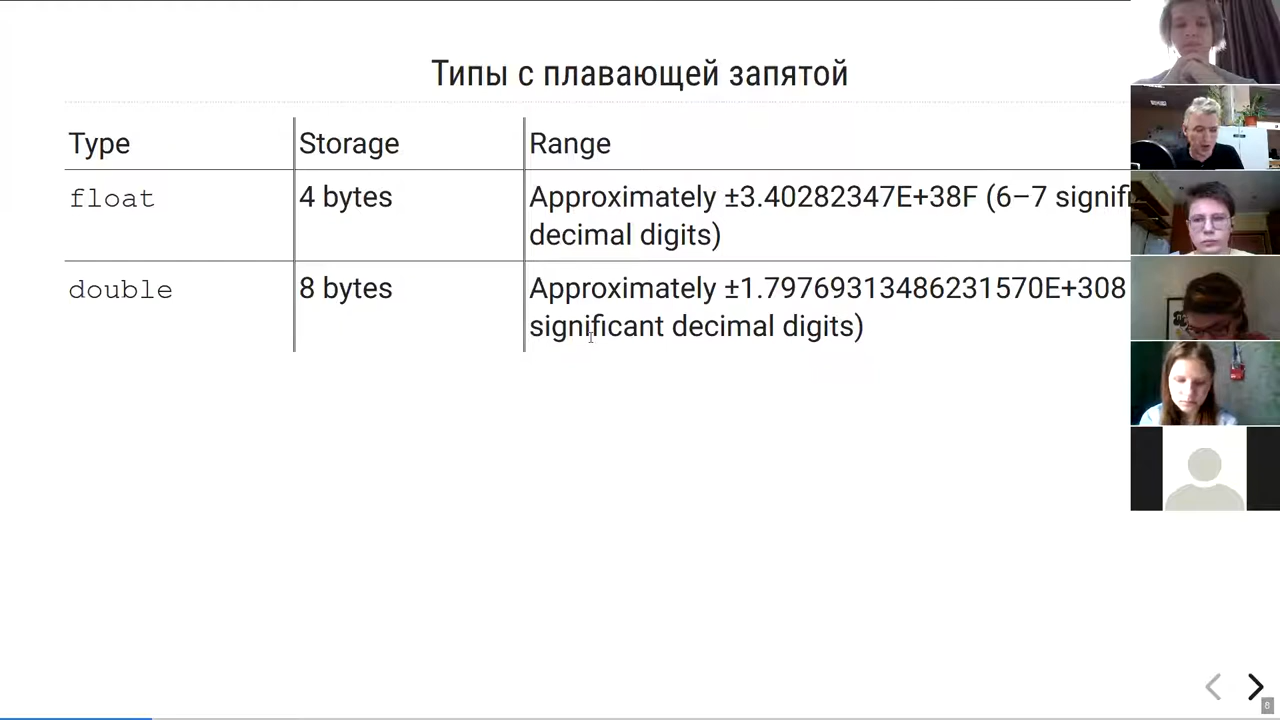 Типы с плавающей запятой
Type Storage Range
float 4 bytes Approximately ±3.40282347E+38F (6–7
decimal digits)
double 8 bytes Approximately ±1.79769313486231570E+308
significant decimal digits)
8